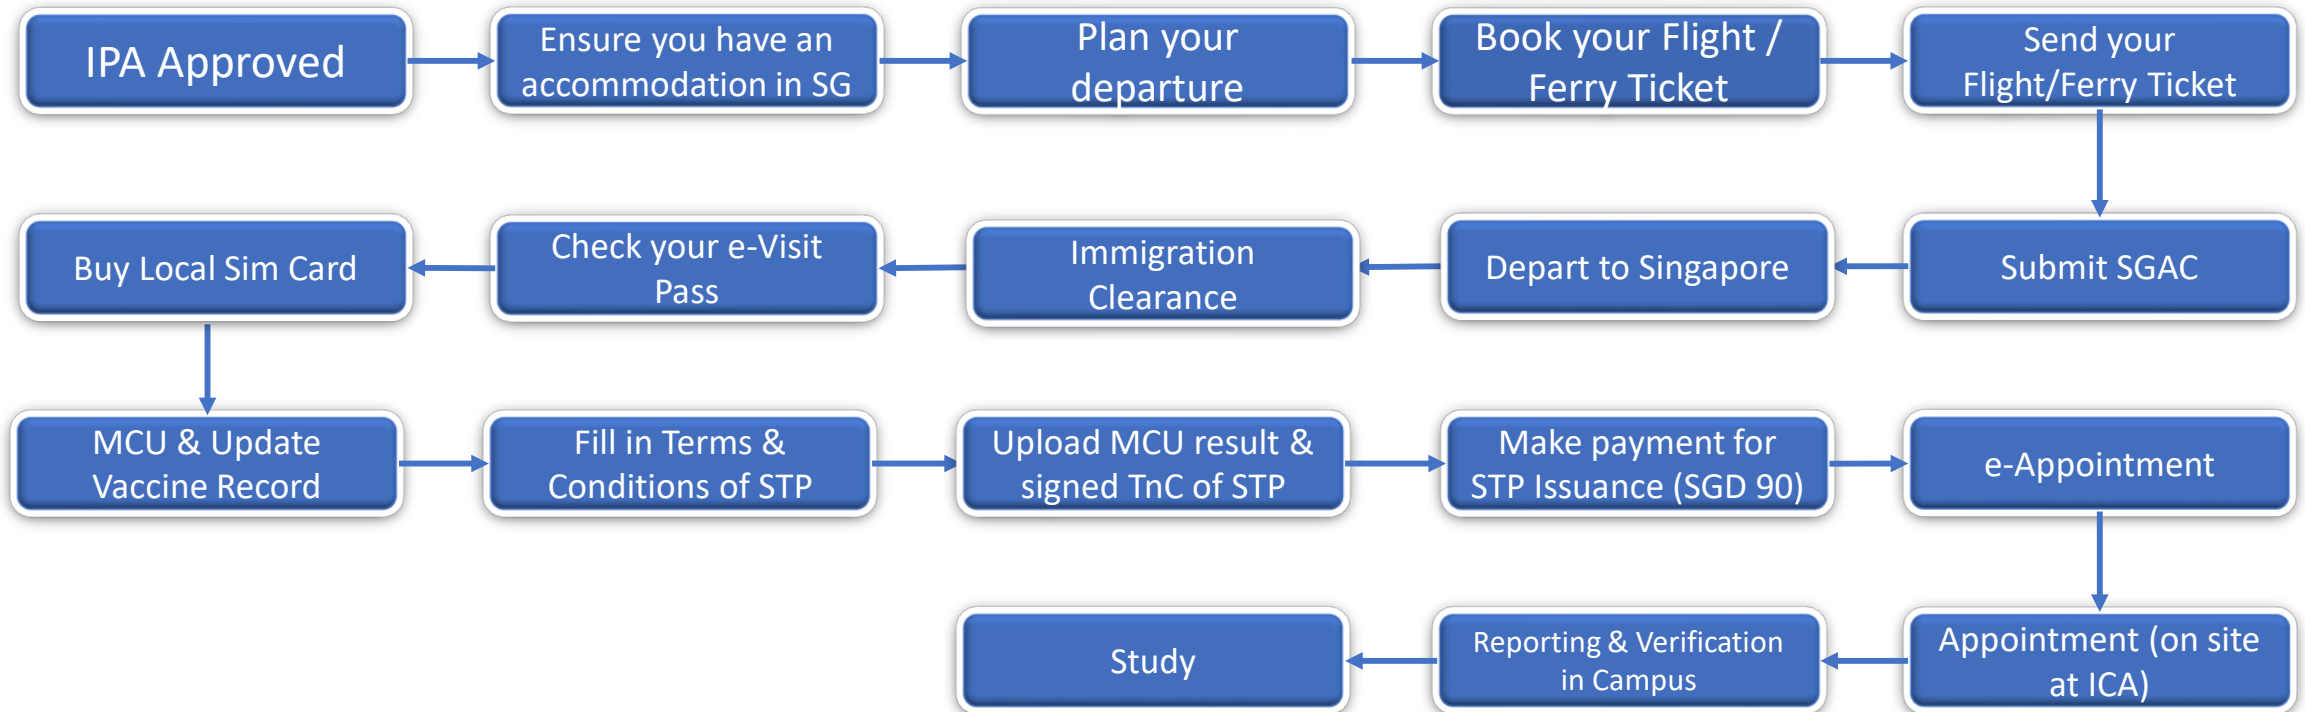 IPA Approved
Ensure you have an
accommodation in SG
Plan your
departure
Book your Flight /
Ferry Ticket
Send your
Flight/Ferry Ticket
Submit SGAC
Depart to Singapore
Immigration
Clearance
Check your e-Visit
Pass
Buy Local Sim Card
MCU & Update
Vaccine Record
Fill in Terms &
Conditions of STP
Upload MCU result &
signed TnC of STP
Make payment for
STP Issuance (SGD 90)
e-Appointment
Appointment (on site
at ICA)
Reporting & Verification
in Campus
Study